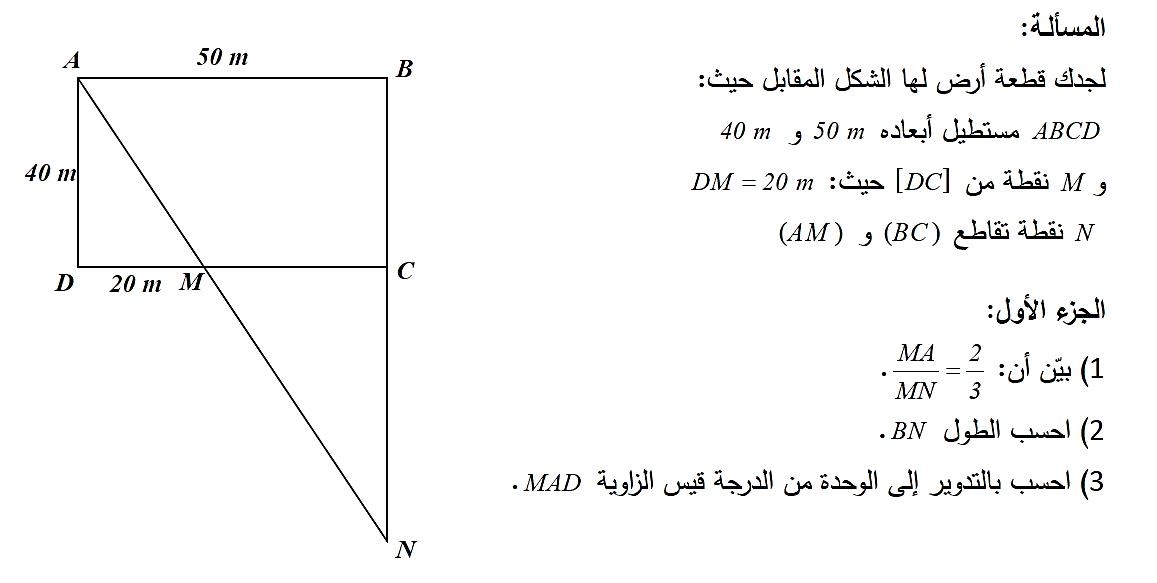 المسألة:
لجدك قطعة أرض لها الشكل المقابل حيث:
ABCD مستطيل أبعاده 50 m و 40 m
و M نقطة من [DC] حيث: DM = 20 m
N نقطة تقاطع (BC) و (AM)
الجزء الأول:
1) بيّن أن: MA/MN = 2/3.
2) احسب الطول BN.
3) احسب بالتدوير إلى الوحدة من الدرجة قيس الزاوية MAD.
A
50 m
B
40 m
D
20 m
M
C
N